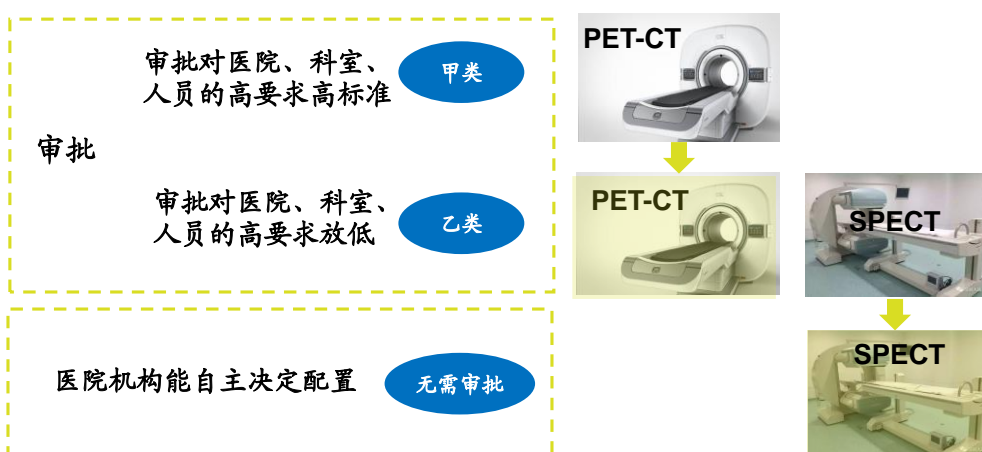 审批对医院、科室、
人员的高要求高标准
甲类
PET-CT
审批
审批对医院、科室、
人员的高要求放低
乙类
PET-CT
SPECT
医院机构能自主决定配置
无需审批
SPECT